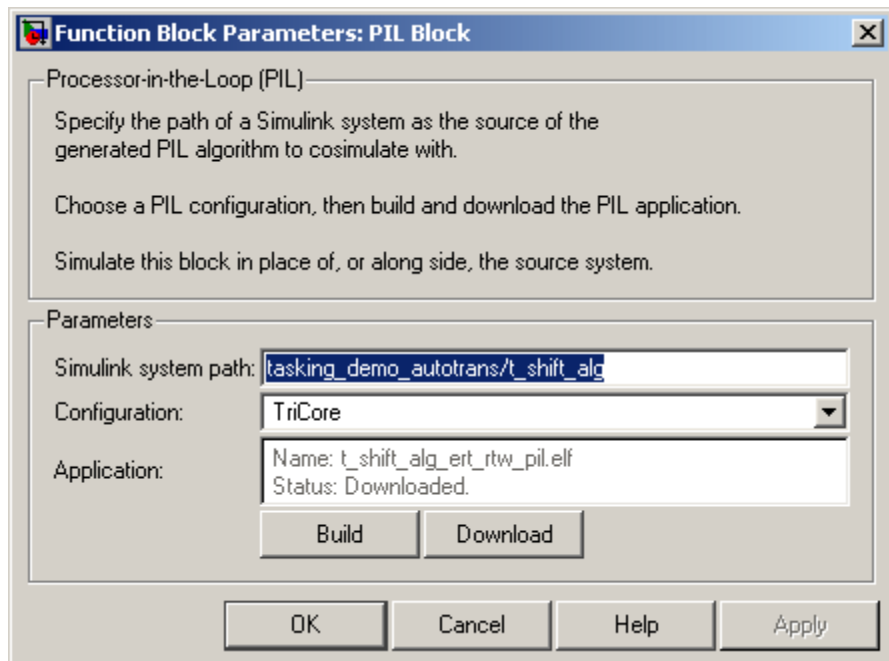 Function Block Parameters: PIL Block
Processor-in-the-Loop (PIL)
Specify the path of a Simulink system as the source of the
generated PIL algorithm to cosimulate with.
Choose a PIL configuration, then build and download the PIL application.
Simulate this block in place of, or along side, the source system.
Parameters
Simulink system path: tasking_demo_autotrans/t_shift_alg
Configuration: TriCore
Application: Name: t_shift_alg_ert_rtw_pil.elf
Status: Downloaded.
Build Download
OK Cancel Help Apply